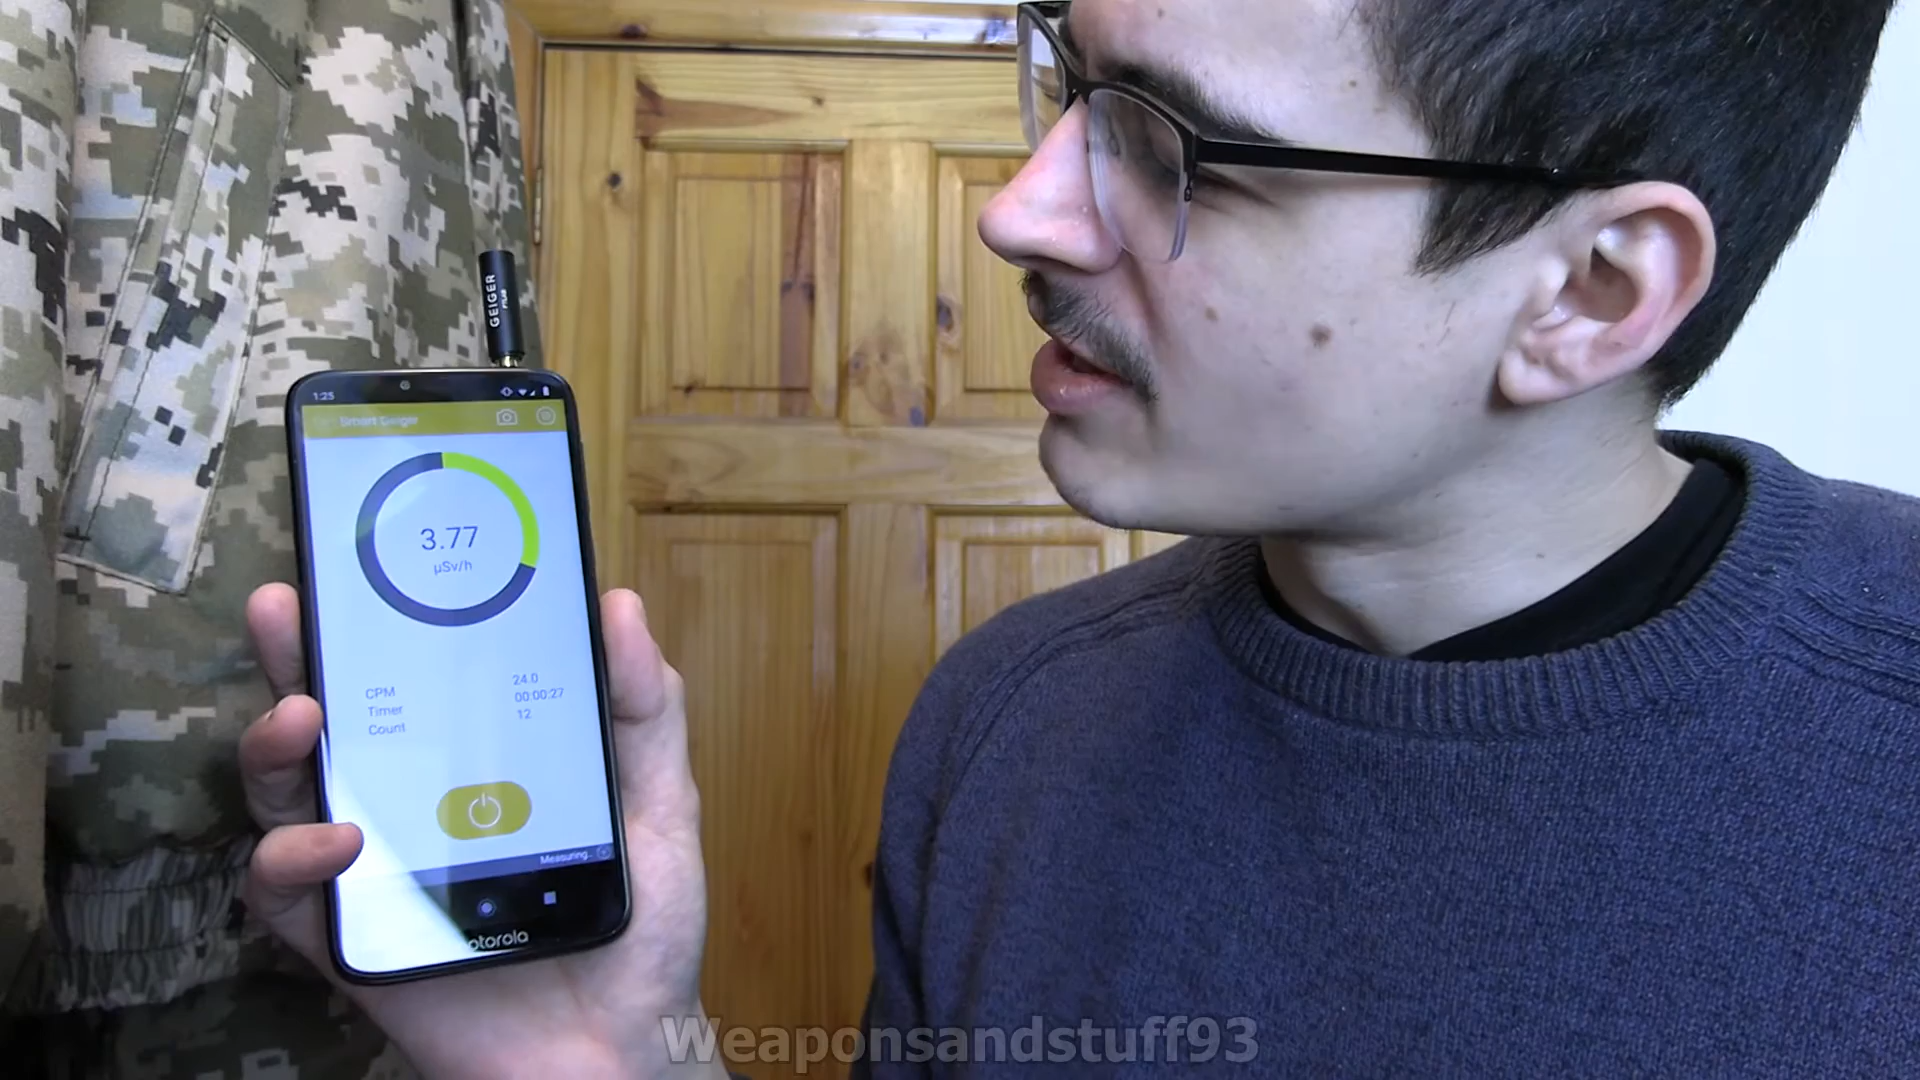 GEIGER
FTLAB
1:25
Smart Geiger
3.77
μSv/h
CPM 24.0
Timer 00:00:27
Count 12
Measuring..
otorola
Weaponsandstuff93